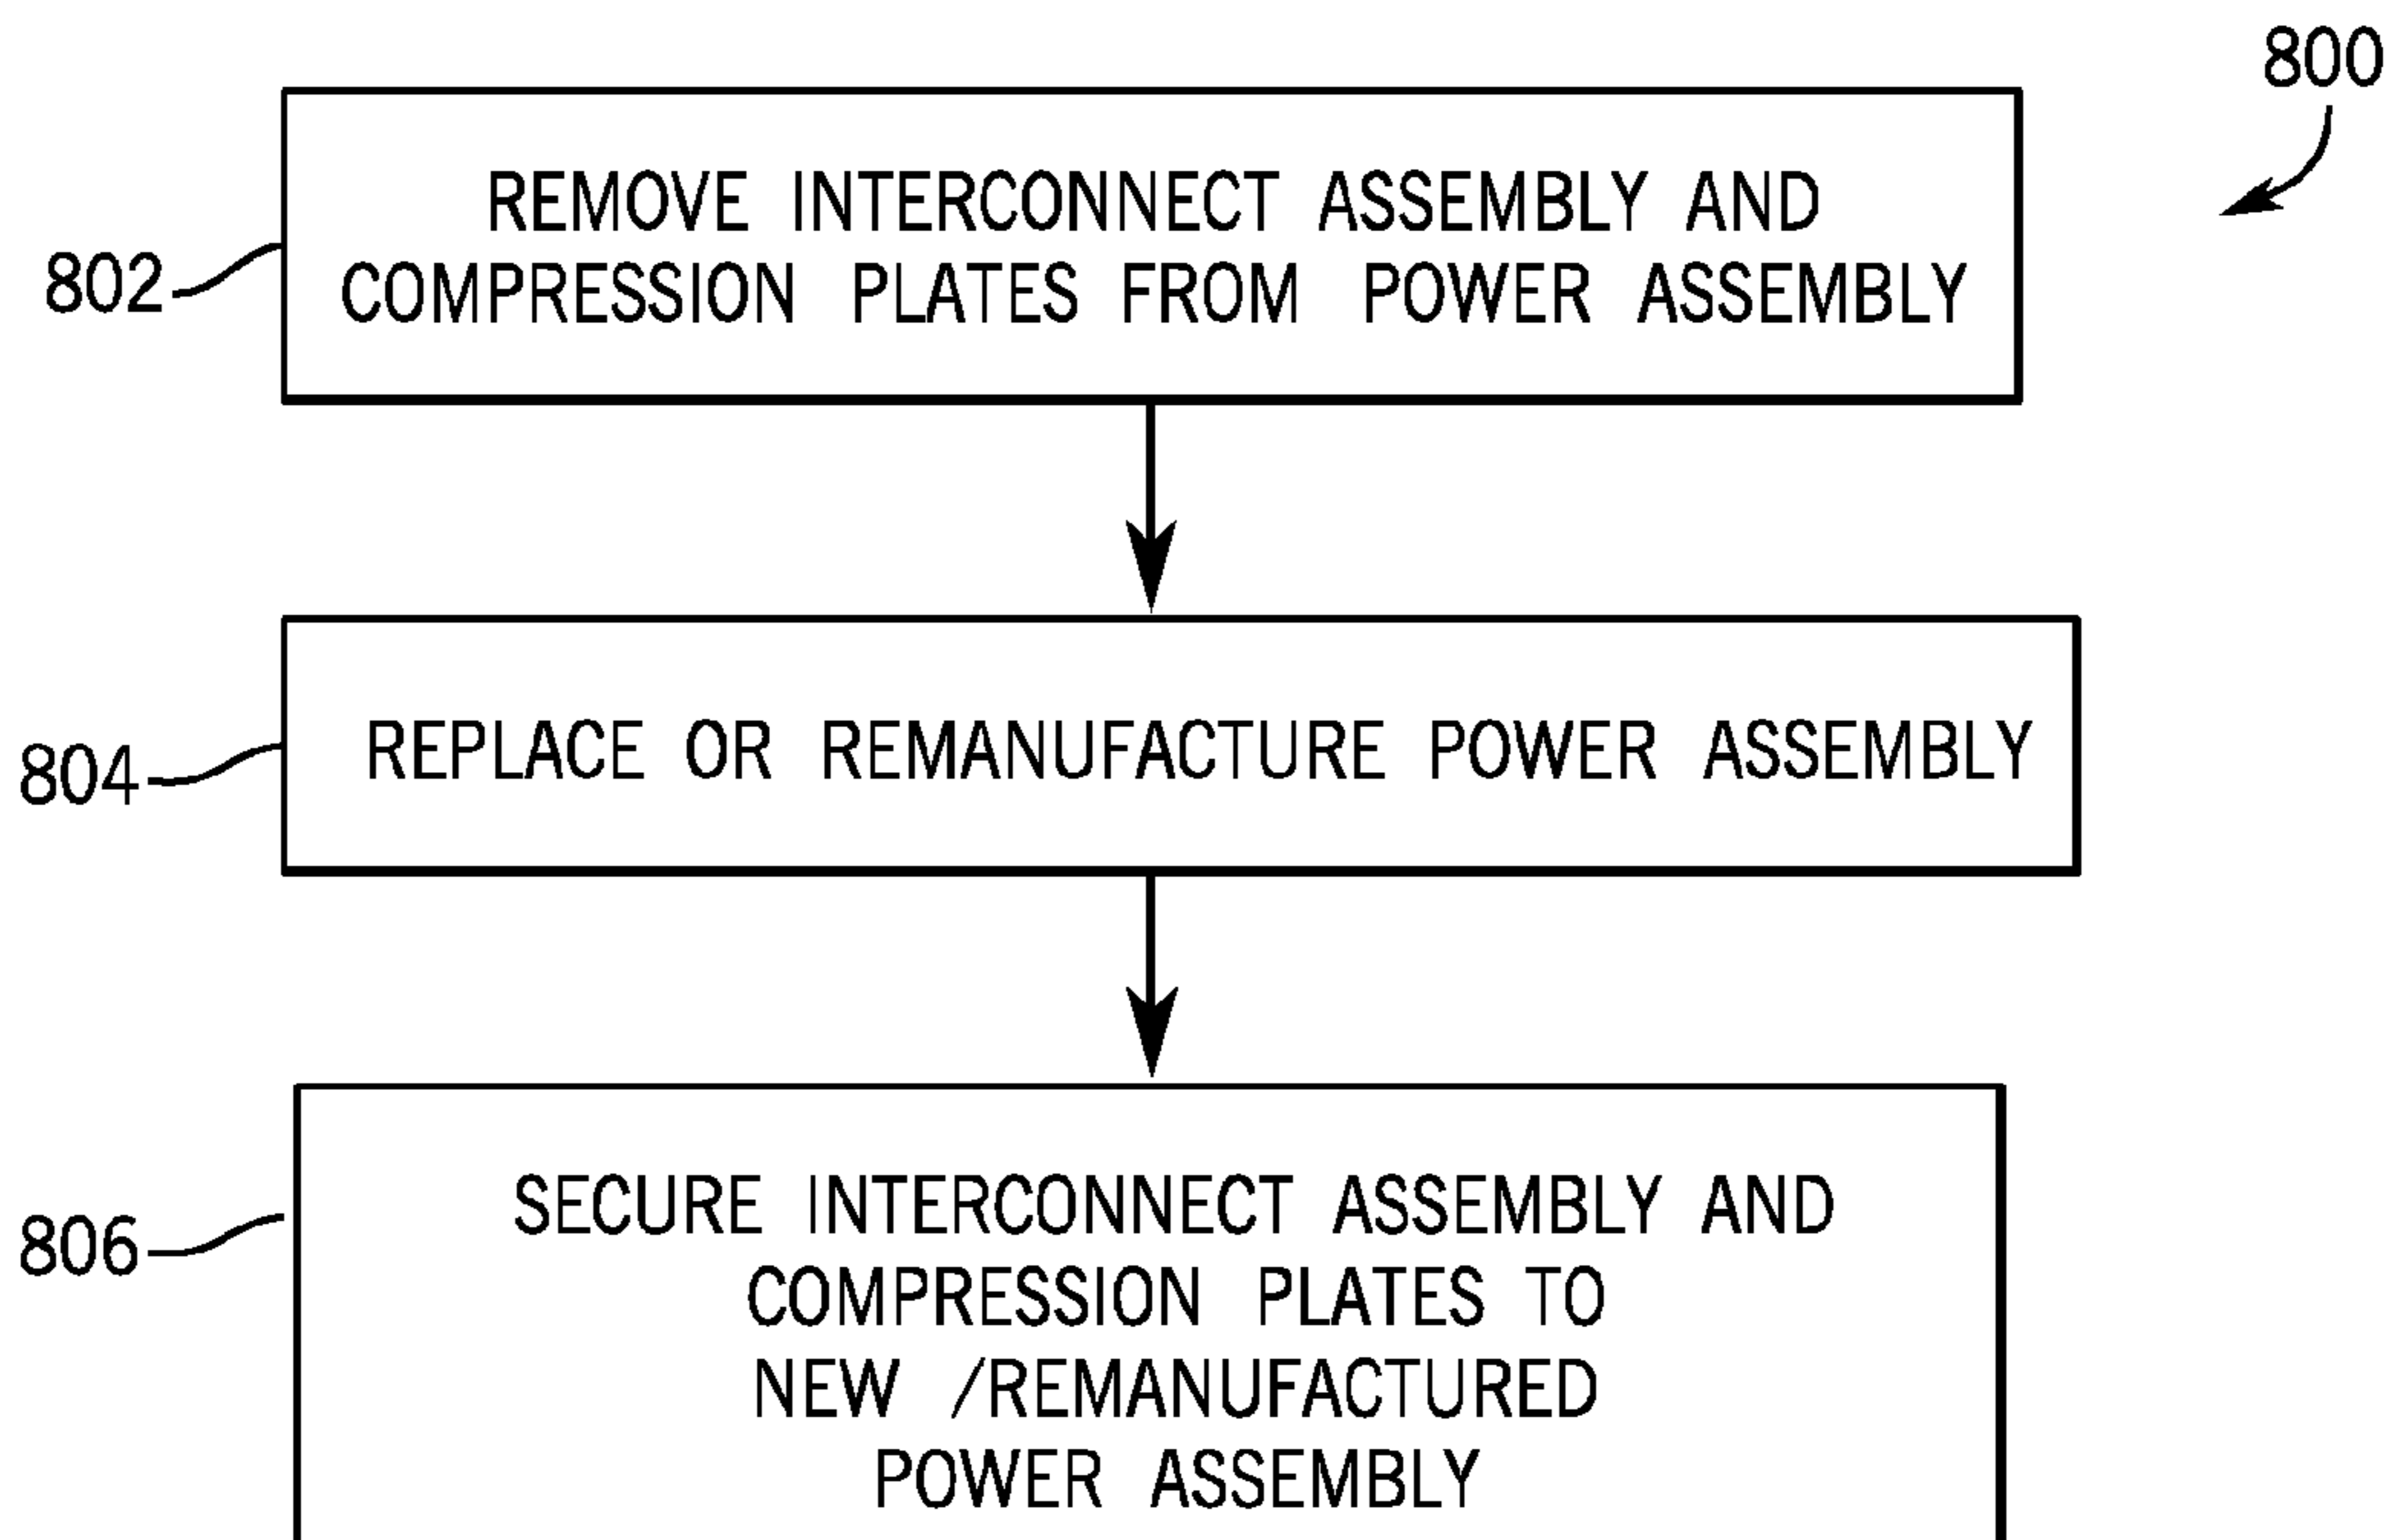 800
REMOVE INTERCONNECT ASSEMBLY AND
COMPRESSION PLATES FROM POWER ASSEMBLY
802
REPLACE OR REMANUFACTURE POWER ASSEMBLY
804
SECURE INTERCONNECT ASSEMBLY AND
COMPRESSION PLATES TO
NEW /REMANUFACTURED
POWER ASSEMBLY
806